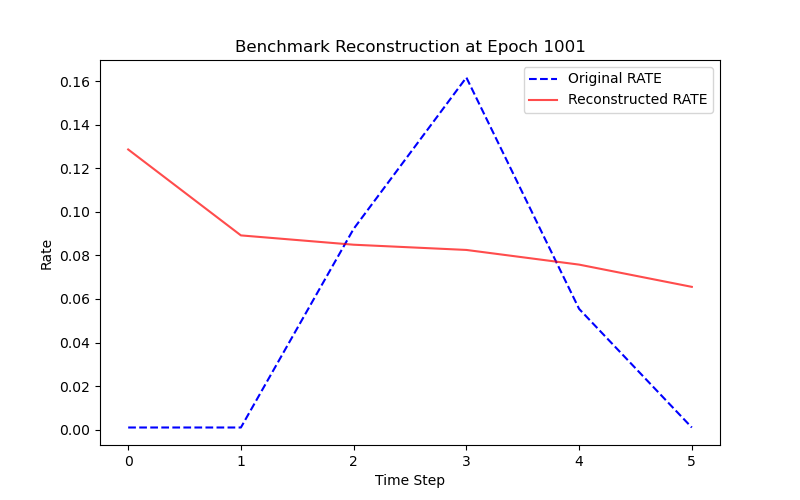 Benchmark Reconstruction at Epoch 1001
Original RATE
Reconstructed RATE
Rate
0.16
0.14
0.12
0.10
0.08
0.06
0.04
0.02
0.00
0 1 2 3 4 5
Time Step